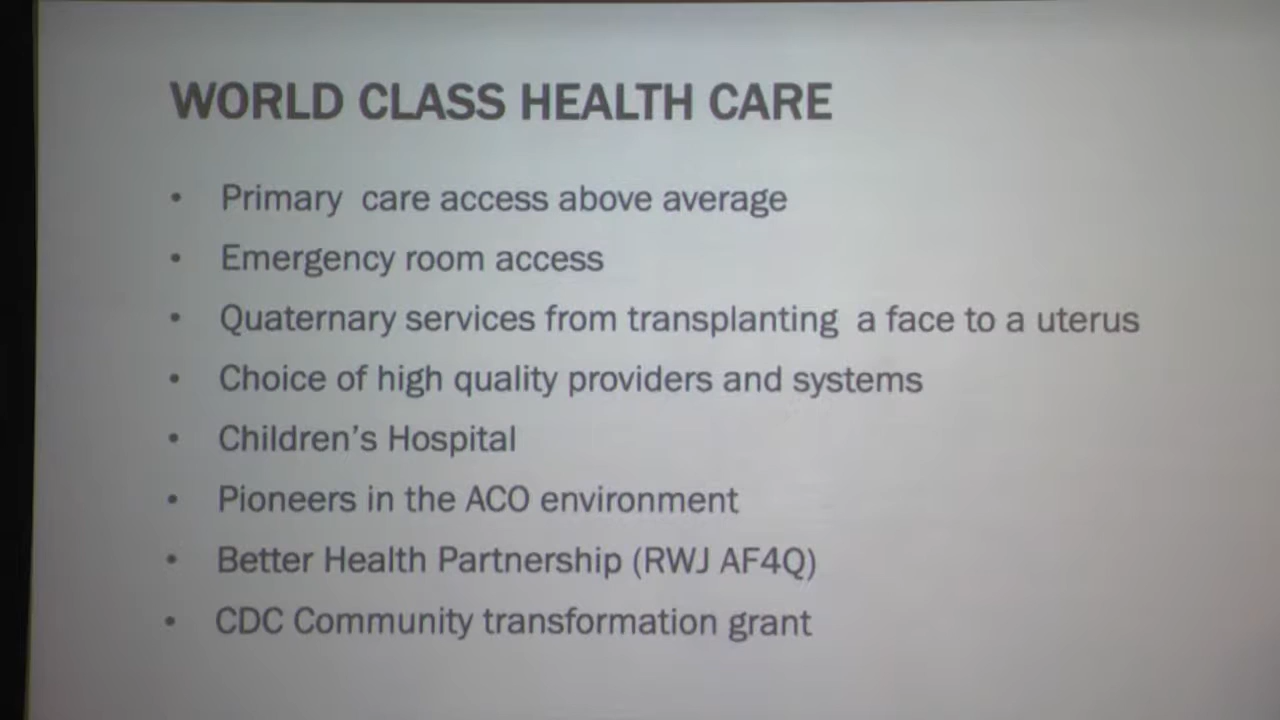 WORLD CLASS HEALTH CARE
• Primary care access above average
• Emergency room access
• Quaternary services from transplanting a face to a uterus
• Choice of high quality providers and systems
• Children’s Hospital
• Pioneers in the ACO environment
• Better Health Partnership (RWJ AF4Q)
• CDC Community transformation grant